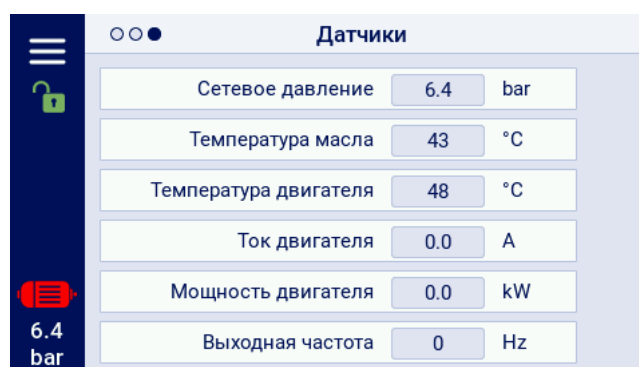 Датчики
Сетевое давление 6.4 bar
Температура масла 43 °C
Температура двигателя 48 °C
Ток двигателя 0.0 A
Мощность двигателя 0.0 kW
Выходная частота 0 Hz
6.4
bar